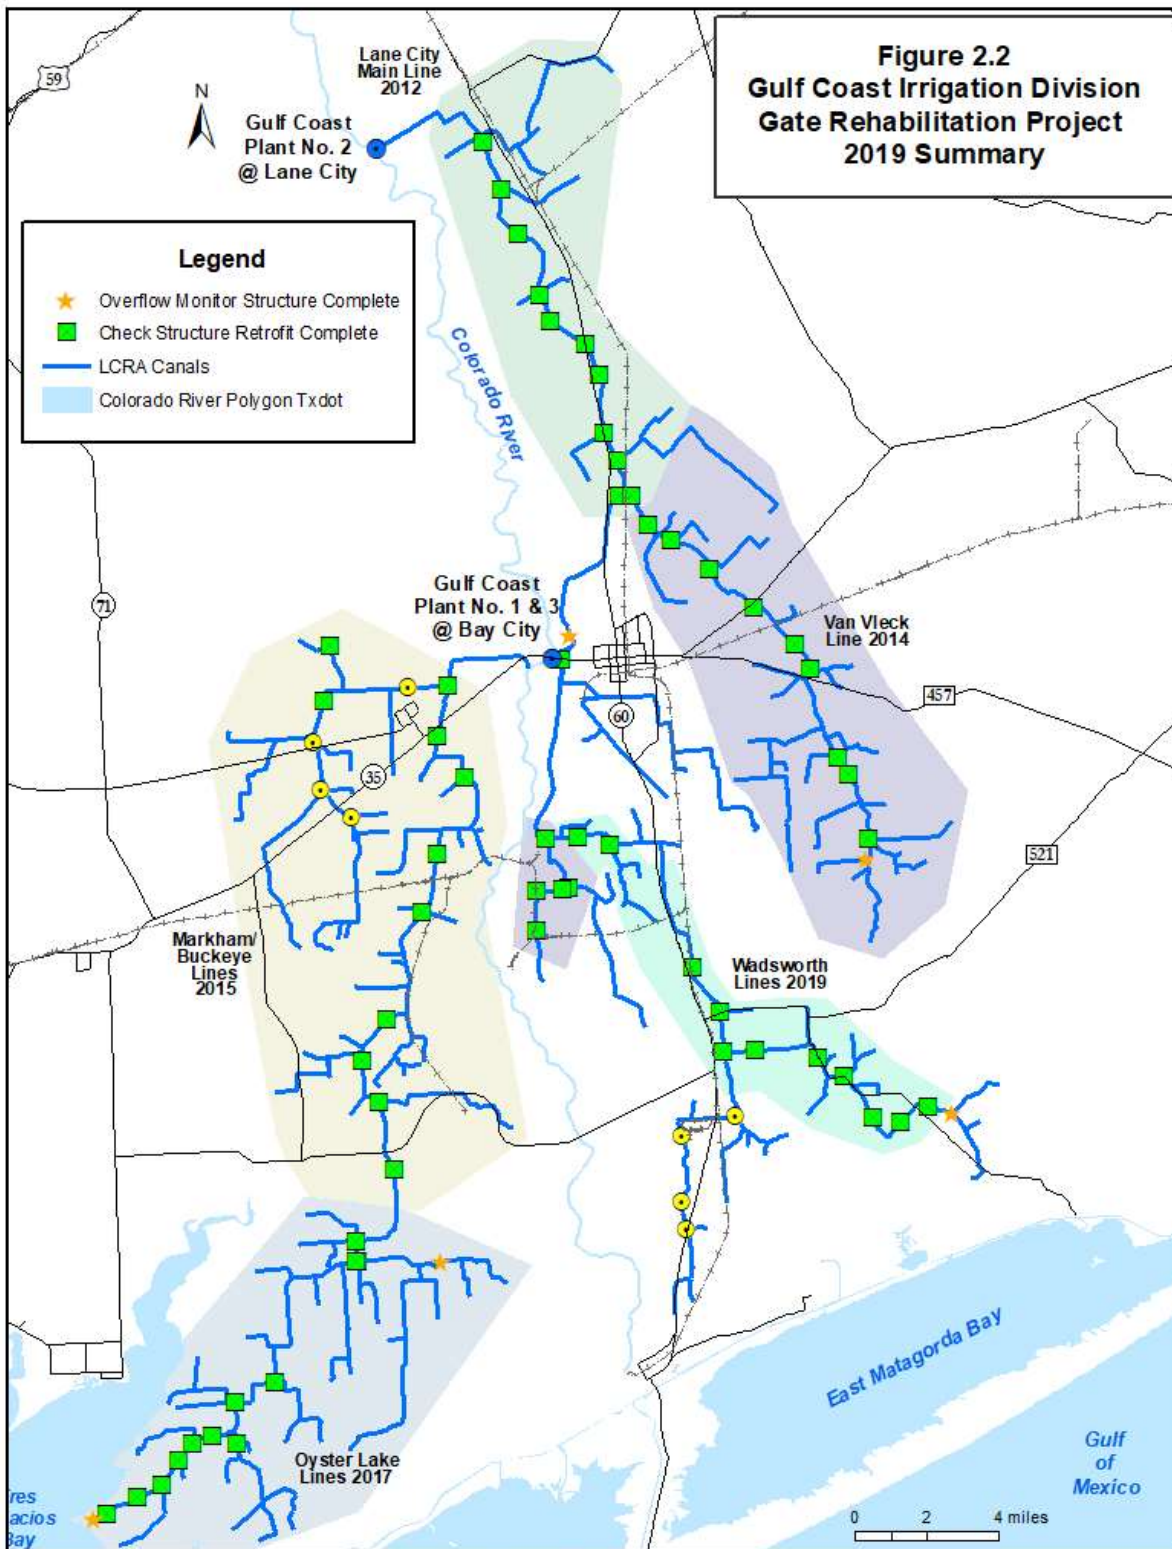 Figure 2.2
Gulf Coast Irrigation Division
Gate Rehabilitation Project
2019 Summary
59
N
Lane City
Main Line
2012
Gulf Coast
Plant No. 2
@ Lane City
Legend
Overflow Monitor Structure Complete
Check Structure Retrofit Complete
LCRA Canals
Colorado River Polygon Txdot
Colorado River
71
Gulf Coast
Plant No. 1 & 3
@ Bay City
Van Vleck
Line 2014
457
60
35
521
Markham/
Buckeye
Lines
2015
Wadsworth
Lines 2019
East Matagorda Bay
Gulf
of
Mexico
Oyster Lake
Lines 2017
res
acios
Bay
0 2 4 miles